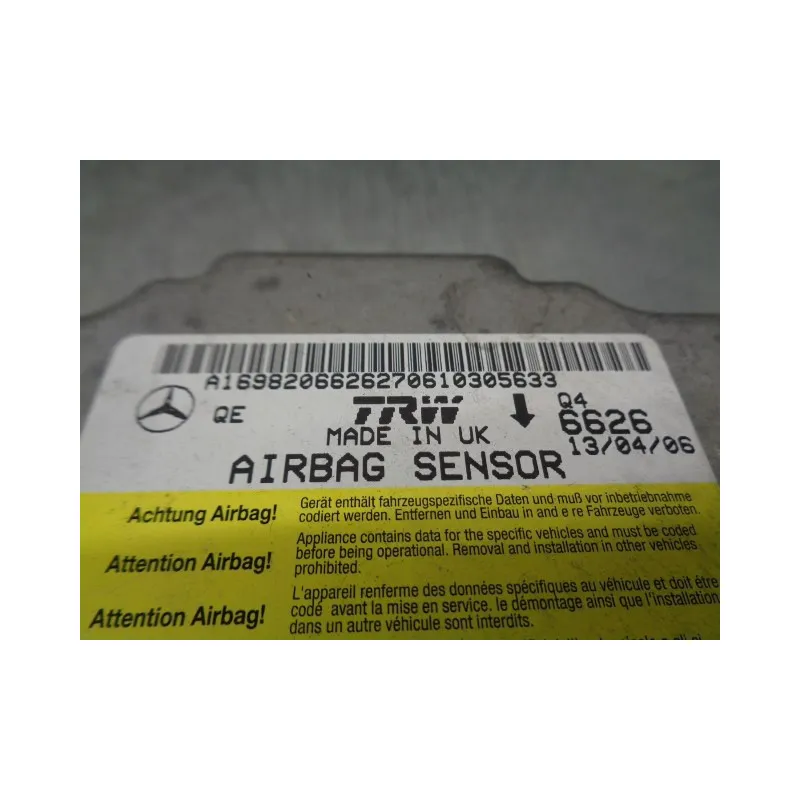 A16982066262706103056​33
QE
TRW
Q4
6626
MADE IN UK
13/04/06
AIRBAG SENSOR
Achtung Airbag!
Gerät enthält fahrzeugspezifische Daten und muß vor inbetriebnahme
codiert werden. Entfernen und Einbau in and e re Fahrzeuge verboten.
Attention Airbag!
Appliance contains data for the specific vehicles and must be coded
before being operational. Removal and installation in other vehicles
prohibited.
Attention Airbag!
L'appareil renferme des données spécifiques au véhicule et doit être
codé avant la mise en service. le démontage ainsi que l'installation
dans un autre véhicule sont interdits.